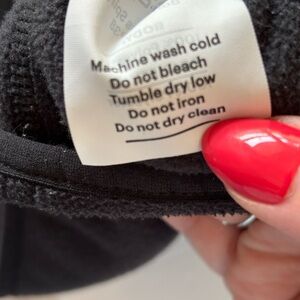 Machine wash cold
Do not bleach
Tumble dry low
Do not iron
Do not dry clean